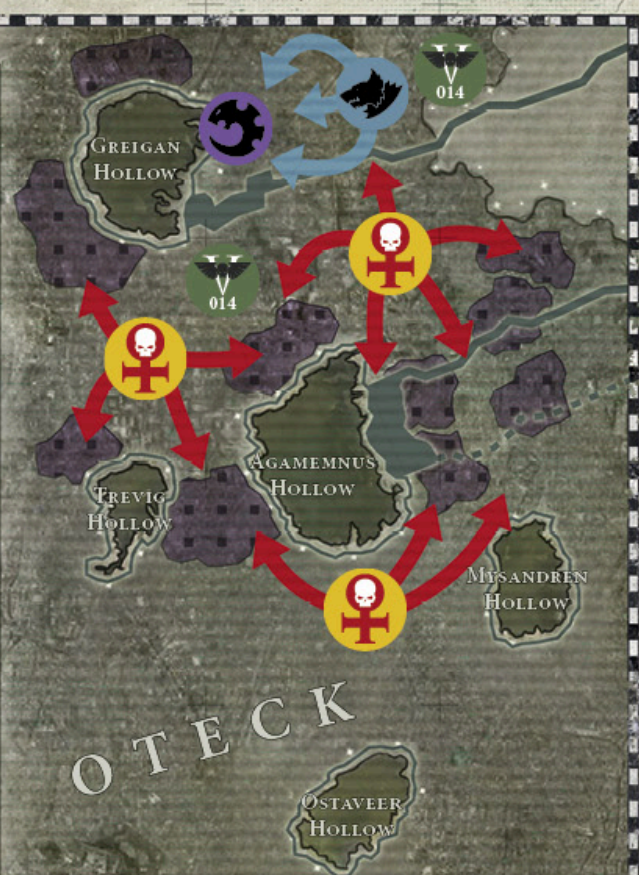 V
014
GREIGAN
HOLLOW
V
014
AGAMEMNUS
HOLLOW
TREVIG
HOLLOW
MYSANDREN
HOLLOW
OTECK
OSTAVEER
HOLLOW